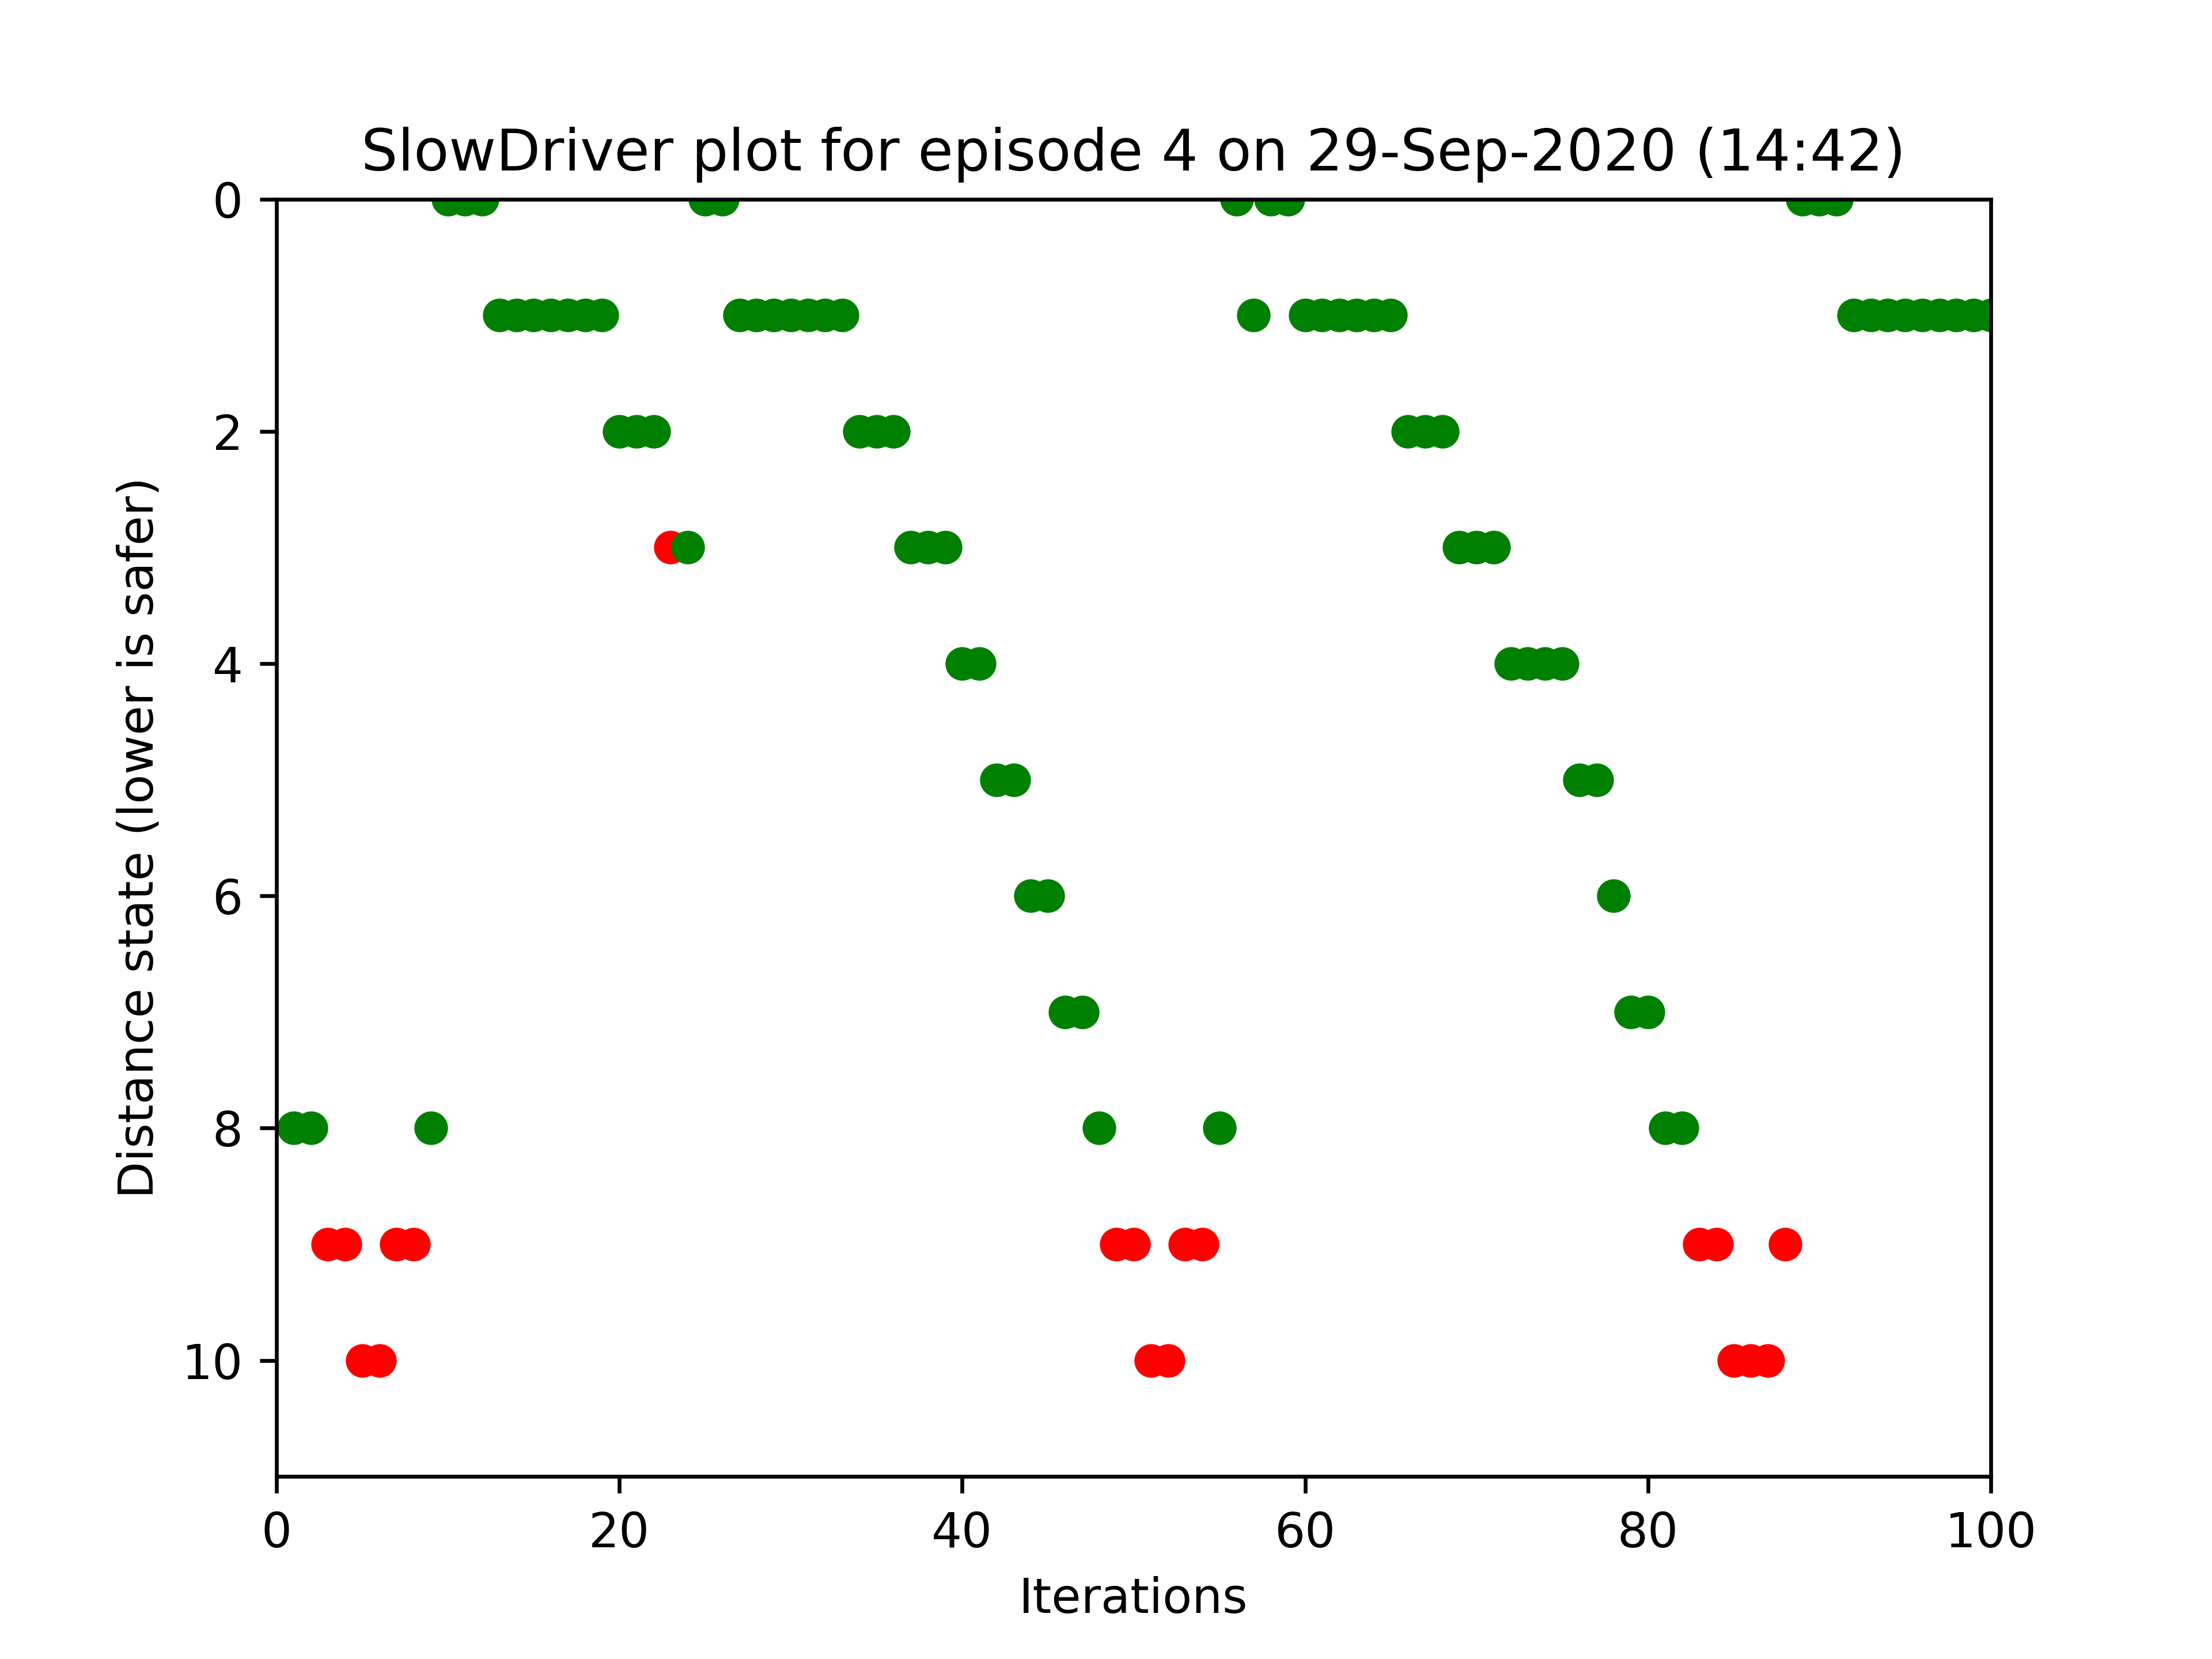 SlowDriver plot for episode 4 on 29-Sep-2020 (14:42)
Distance state (lower is safer)
0
2
4
6
8
10
0 20 40 60 80 100
Iterations